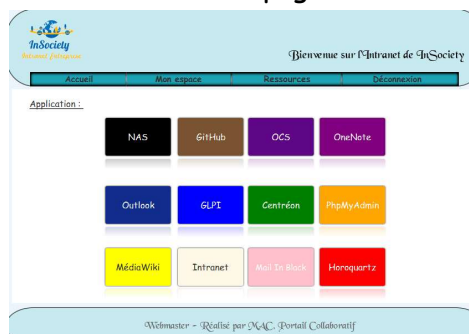 page
InSociety
Bienvenue sur l'Intranet de InSociety
Accueil Mon espace Ressources Déconnexion
Application :
NAS GitHub OCS OneNote
Outlook GLPI Centréon PhpMyAdmin
MédiaWiki Intranet Mail In Black Horoquartz
Webmaster - Réalisé par MAC. Portail Collaboratif